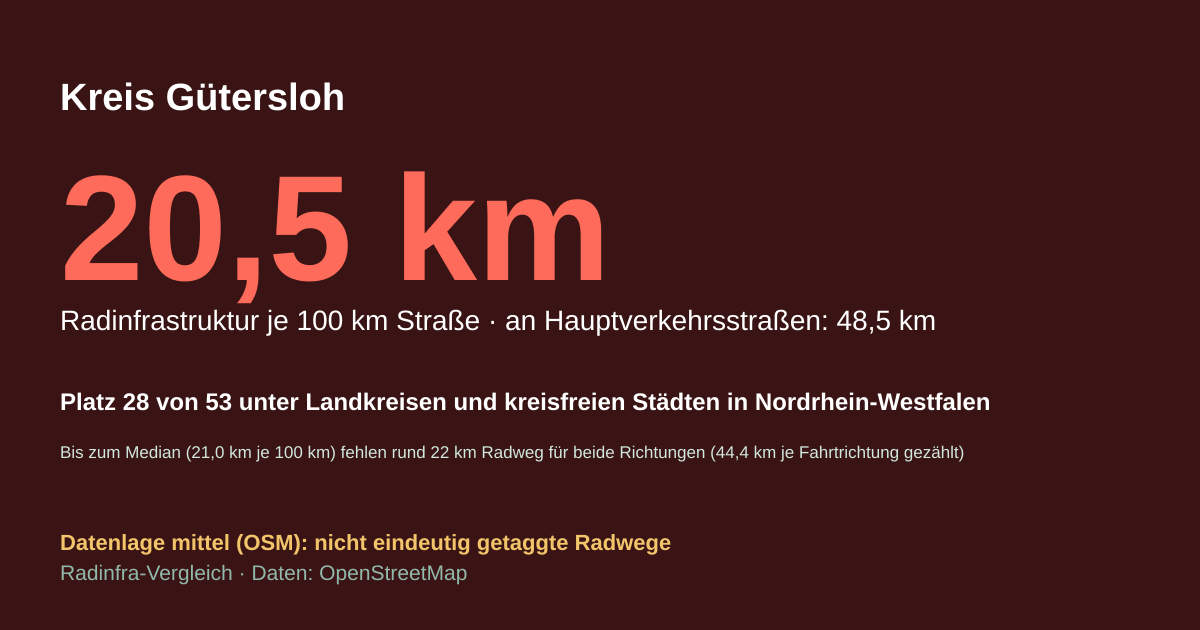 Kreis Gütersloh
20,5 km
Radinfrastruktur je 100 km Straße · an Hauptverkehrsstraßen: 48,5 km
Platz 28 von 53 unter Landkreisen und kreisfreien Städten in Nordrhein-Westfalen
Bis zum Median (21,0 km je 100 km) fehlen rund 22 km Radweg für beide Richtungen (44,4 km je Fahrtrichtung gezählt)
Datenlage mittel (OSM): nicht eindeutig getaggte Radwege
Radinfra-Vergleich · Daten: OpenStreetMap